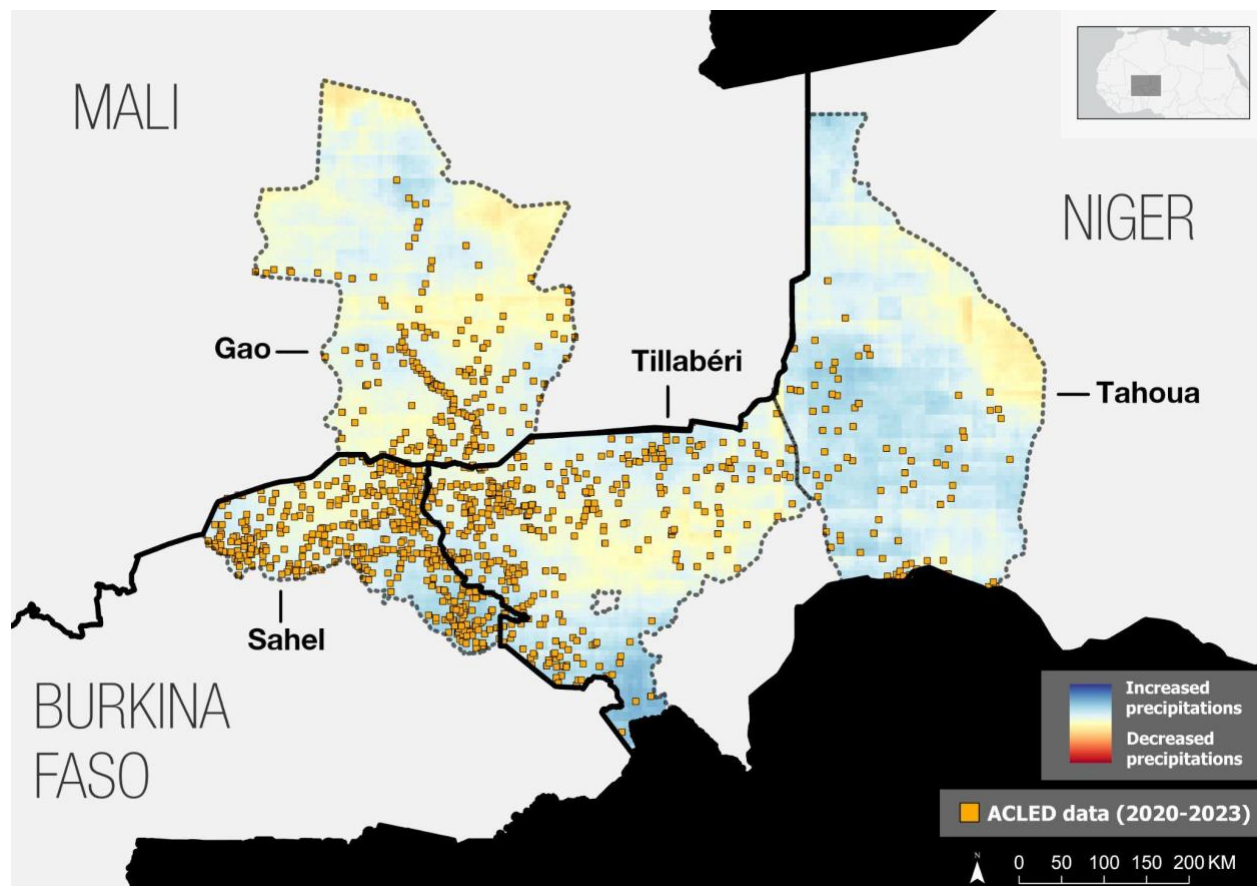 MALI
NIGER
Gao
Tillabéri
Tahoua
Sahel
BURKINA
FASO
Increased
precipitations
Decreased
precipitations
ACLED data (2020-2023)
N
0 50 100 150 200 KM